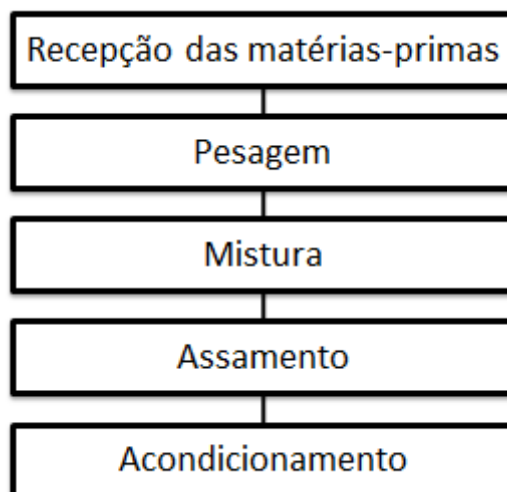 Recepção das matérias-primas
Pesagem
Mistura
Assamento
Acondicionamento